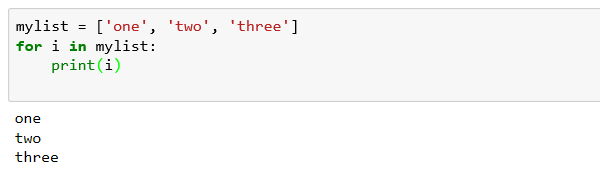 mylist = ['one', 'two', 'three']
for i in mylist:
    print(i)
one
two
three